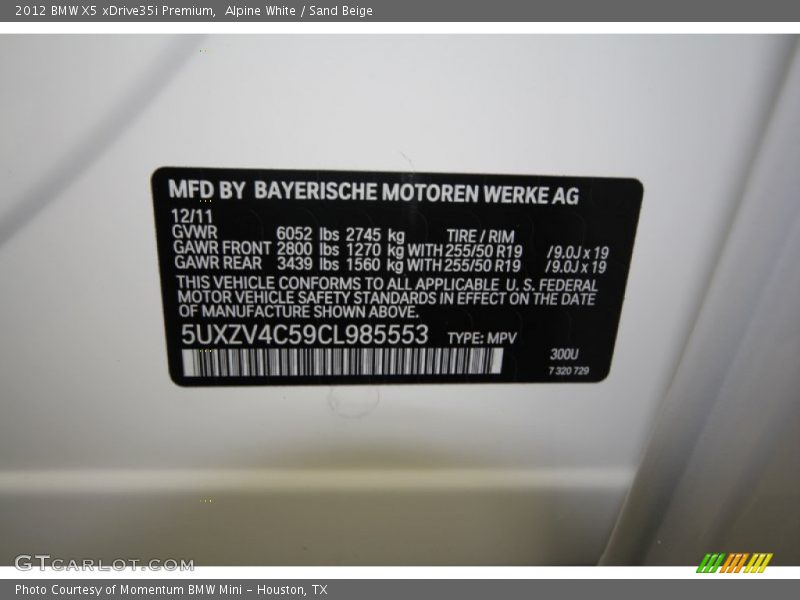 2012 BMW X5 xDrive35i Premium,  Alpine White / Sand Beige
MFD BY BAYERISCHE MOTOREN WERKE AG
12/11
GVWR 6052 lbs 2745 kg TIRE / RIM
GAWR FRONT 2800 lbs 1270 kg WITH 255/50 R19 /9.0J x 19
GAWR REAR 3439 lbs 1560 kg WITH 255/50 R19 /9.0J x 19
THIS VEHICLE CONFORMS TO ALL APPLICABLE U. S. FEDERAL
MOTOR VEHICLE SAFETY STANDARDS IN EFFECT ON THE DATE
OF MANUFACTURE SHOWN ABOVE.
5UXZV4C59CL985553 TYPE: MPV
300U
7 320 729
GTCARLOT.COM
Photo Courtesy of Momentum BMW Mini - Houston, TX